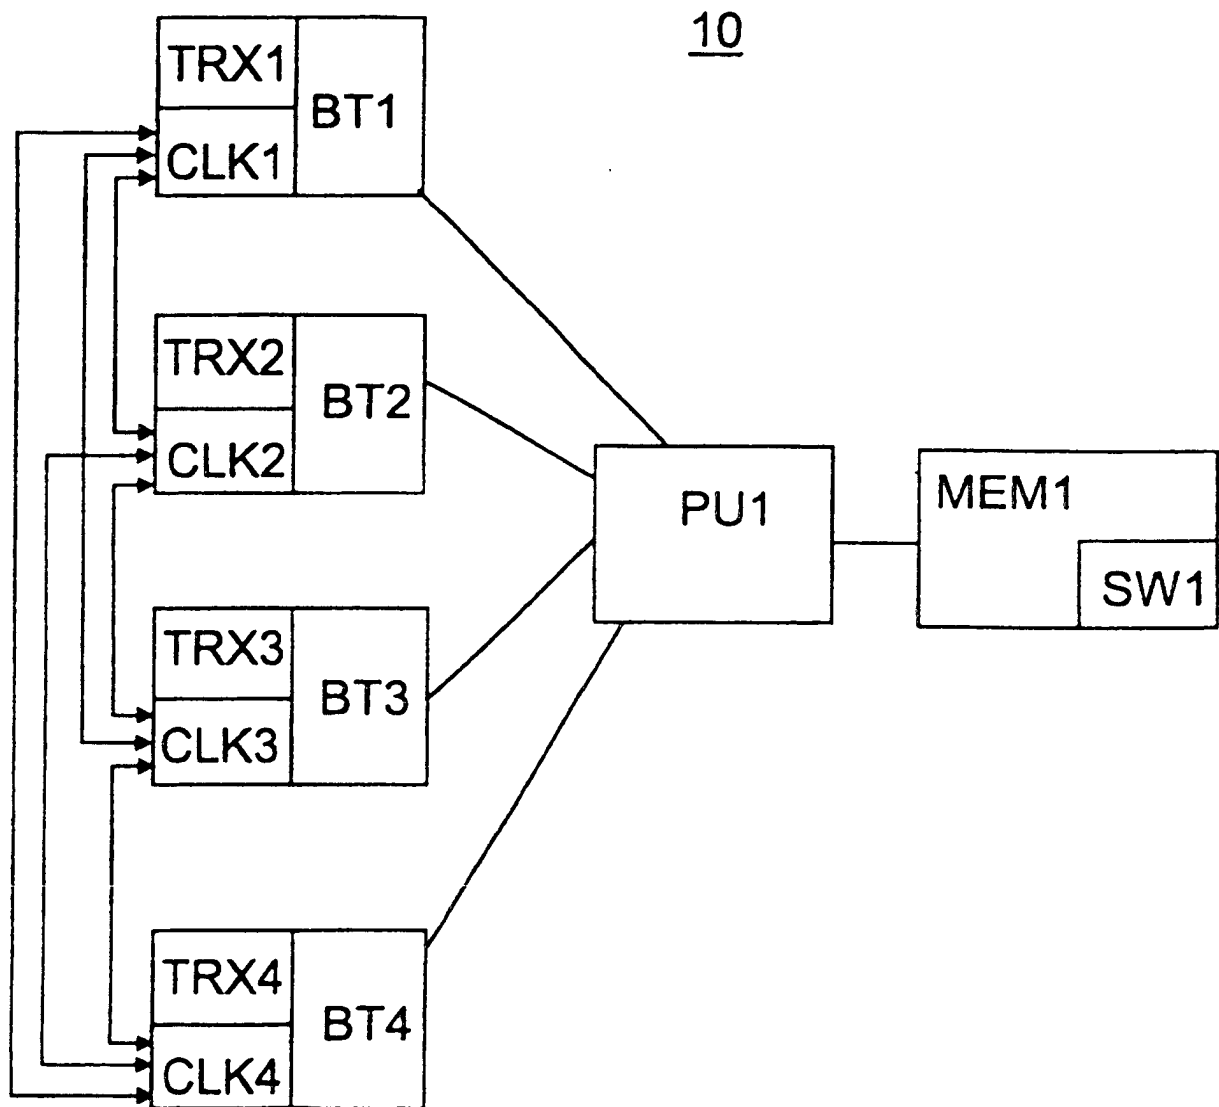 10
TRX1
BT1
CLK1
TRX2
BT2
CLK2
PU1
MEM1
SW1
TRX3
BT3
CLK3
TRX4
BT4
CLK4